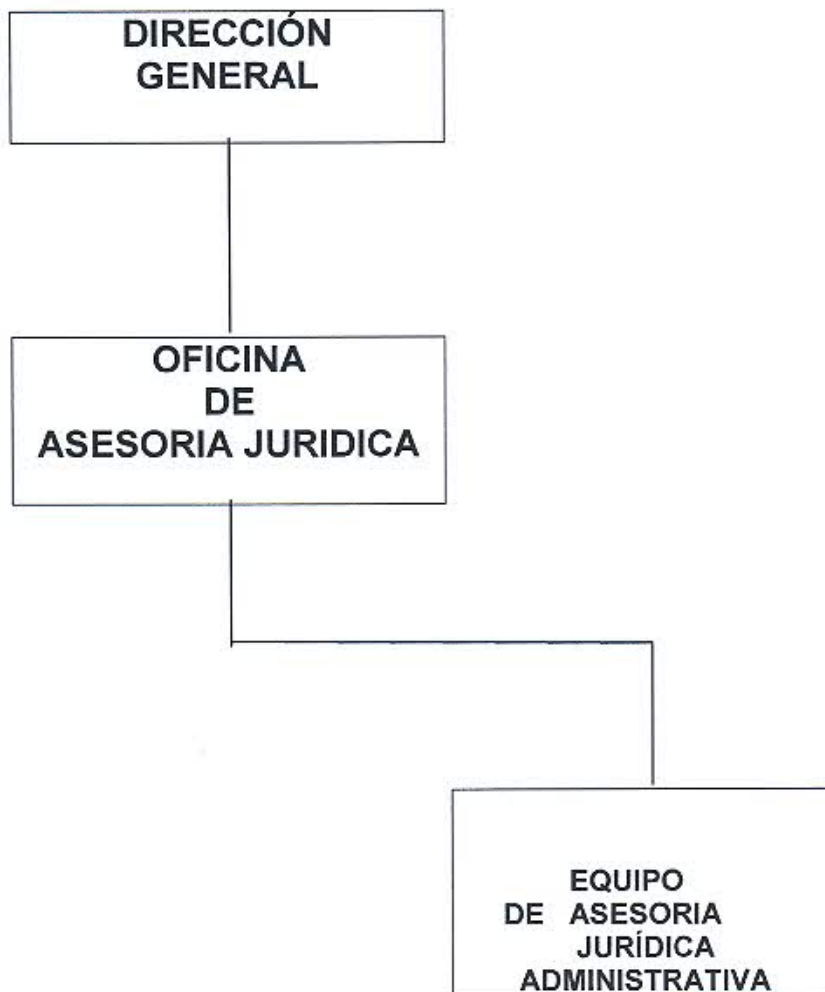 DIRECCIÓN
GENERAL
OFICINA
DE
ASESORIA JURIDICA
EQUIPO
DE ASESORIA
JURÍDICA
ADMINISTRATIVA